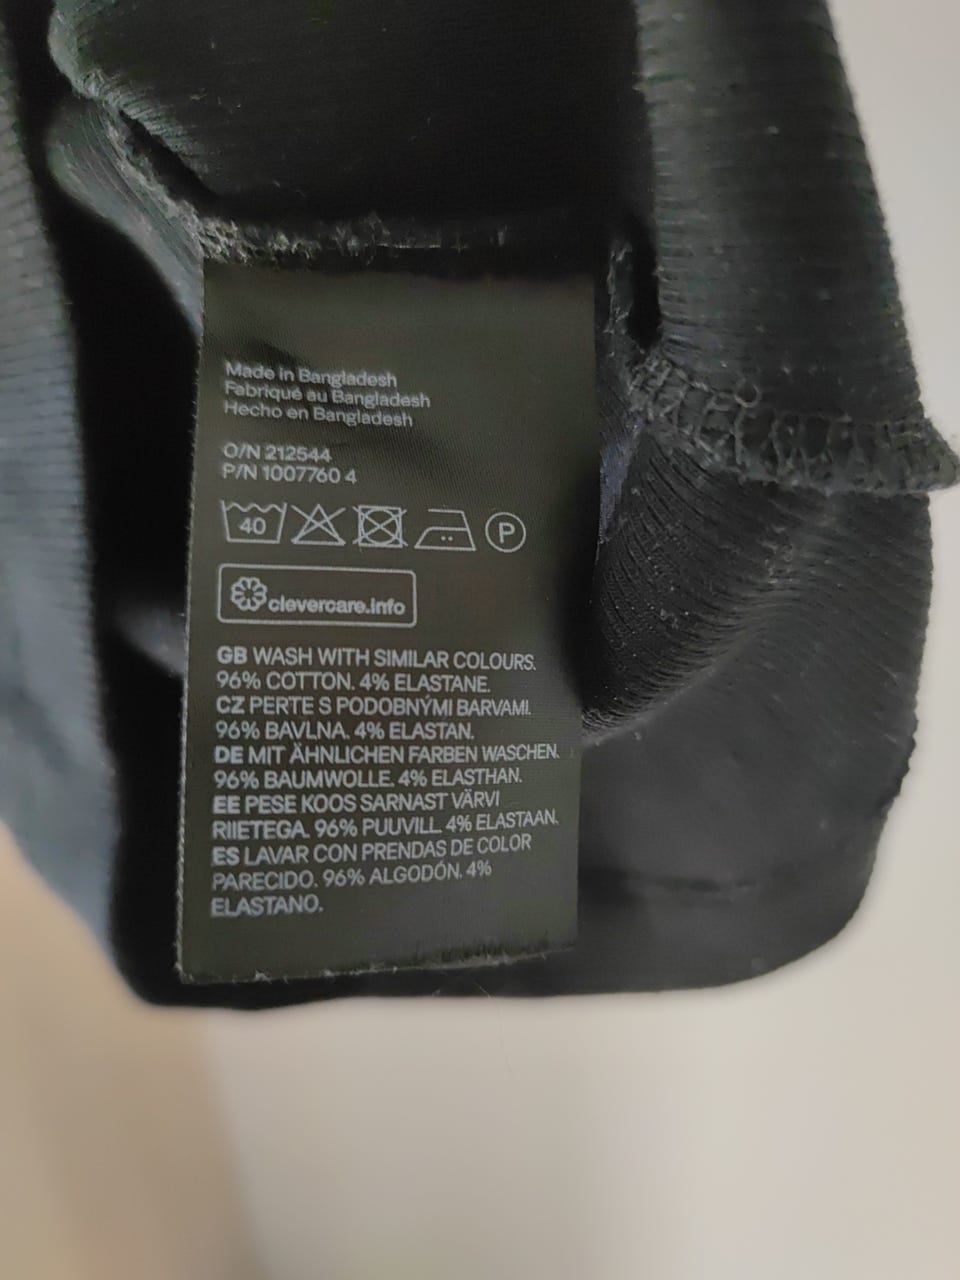 Made in Bangladesh
Fabriqué au Bangladesh
Hecho en Bangladesh
O/N 212544
P/N 1007760 4
40 P
clevercare.info
GB WASH WITH SIMILAR COLOURS.
96% COTTON. 4% ELASTANE.
CZ PERTE S PODOBNÝMI BARVAMI.
96% BAVLNA. 4% ELASTAN.
DE MIT ÄHNLICHEN FARBEN WASCHEN.
96% BAUMWOLLE. 4% ELASTHAN.
EE PESE KOOS SARNAST VÄRVI
RIIETEGA. 96% PUUVILL. 4% ELASTAAN.
ES LAVAR CON PRENDAS DE COLOR
PARECIDO. 96% ALGODÓN. 4%
ELASTANO.